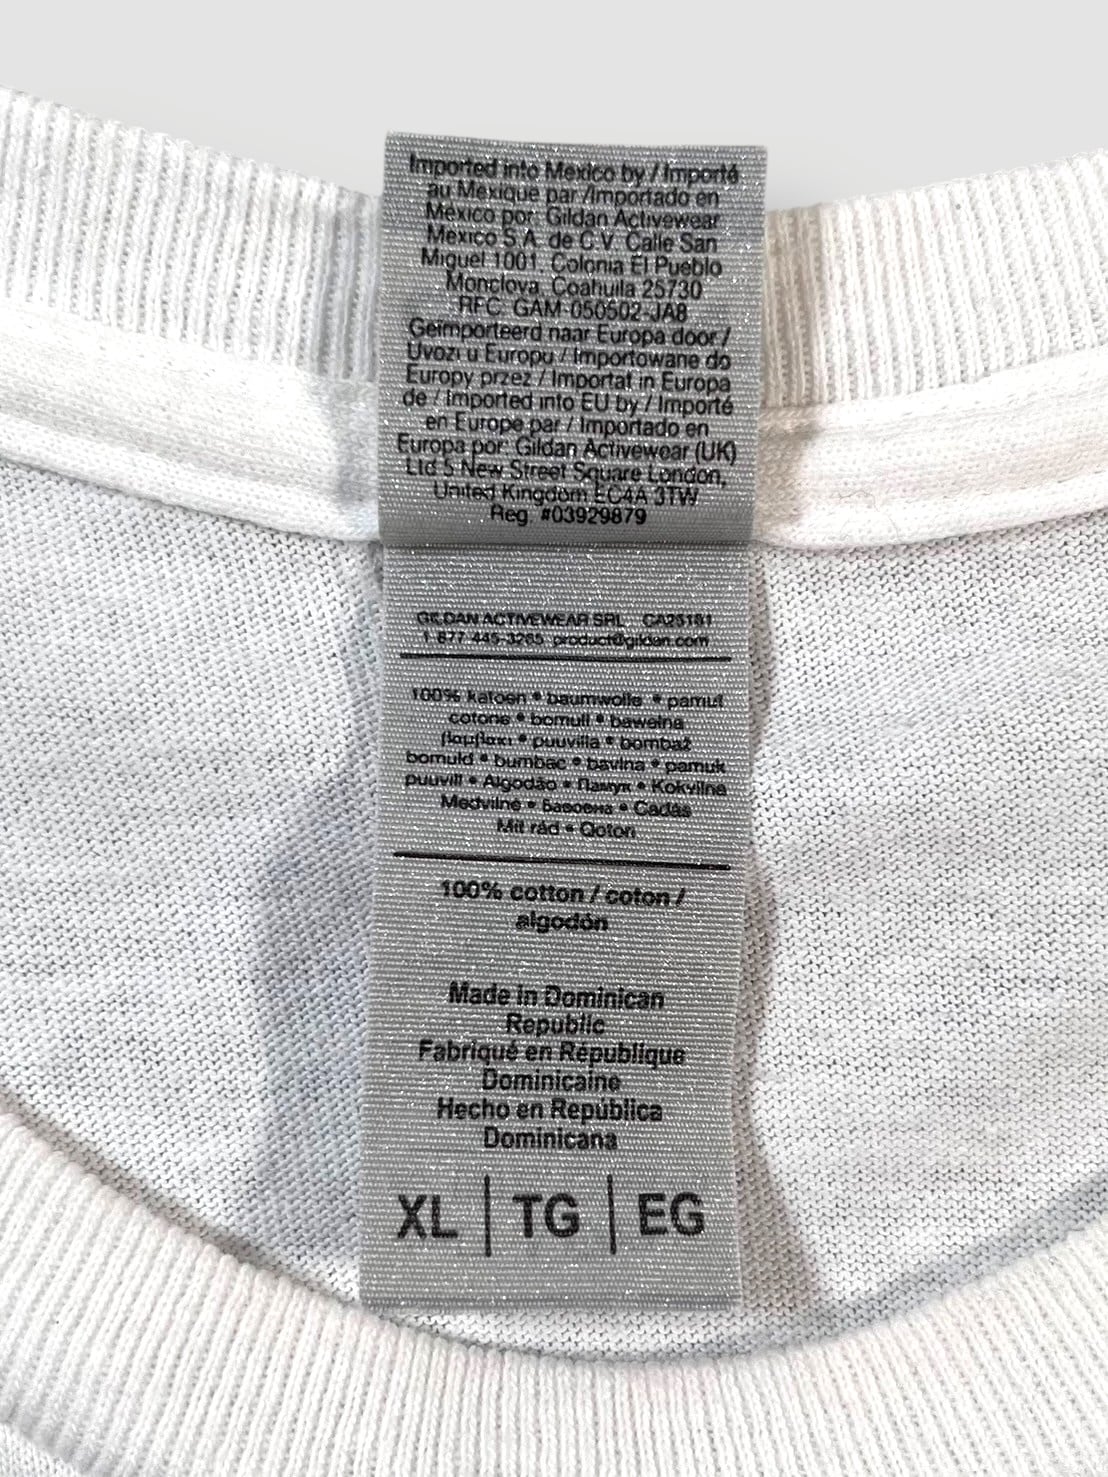 Imported into Mexico by / Importé
au Mexique par /Importado en
México por: Gildan Activewear
Mexico S.A. de C.V. Calle San
Miguel 1001, Colonia El Pueblo
Monclova, Coahuila 25730
RFC: GAM-050502-JA8
Geïmporteerd naar Europa door /
Uvozi u Europu / Importowane do
Europy przez / Importat in Europa
de / Imported into EU by / Importé
en Europe par / Importado en
Europa por: Gildan Activewear (UK)
Ltd 5 New Street Square London,
United Kingdom EC4A 3TW
Reg. #03929879
GILDAN ACTIVEWEAR SRL CA25181
1-877-445-3265 product@gildan.com
100% katoen • baumwolle • pamut
cotone • bomull • bawełna
βαμβακι • puuvilla • bombaž
bomuld • bumbac • bavlna • pamuk
puuvill • Algodão • Памук • Kokvilna
Medvilnė • Бавовна • Cadás
Mit rād • Qoton
100% cotton / coton /
algodón
Made in Dominican
Republic
Fabriqué en République
Dominicaine
Hecho en República
Dominicana
XL | TG | EG